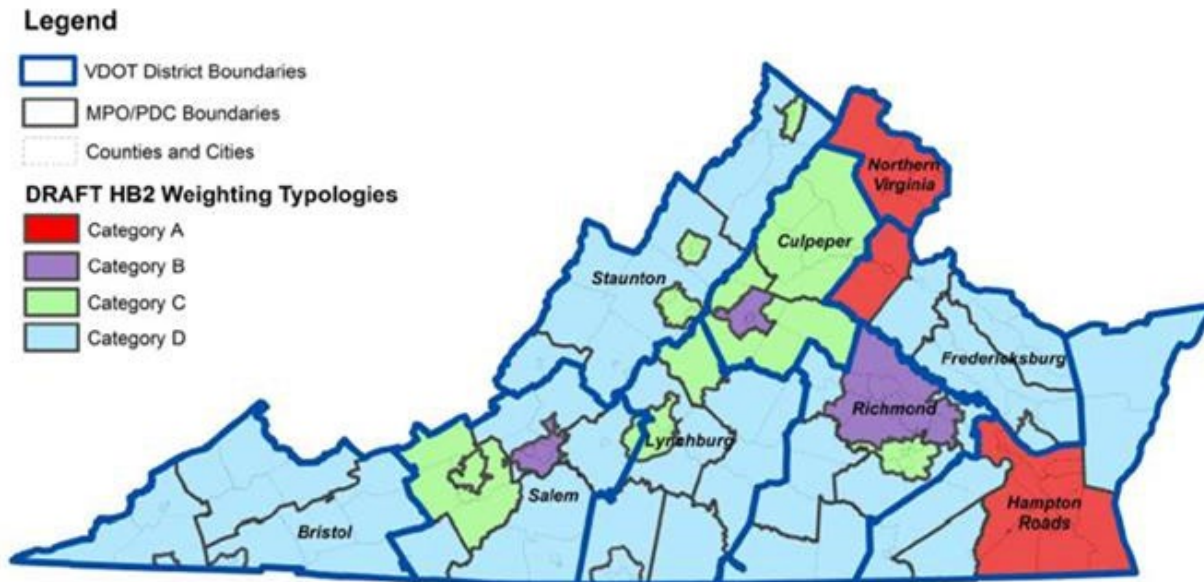 Legend
VDOT District Boundaries
MPO/PDC Boundaries
Counties and Cities
DRAFT HB2 Weighting Typologies
Category A
Category B
Category C
Category D
Northern
Virginia
Culpeper
Staunton
Fredericksburg
Richmond
Lynchburg
Salem
Hampton
Roads
Bristol